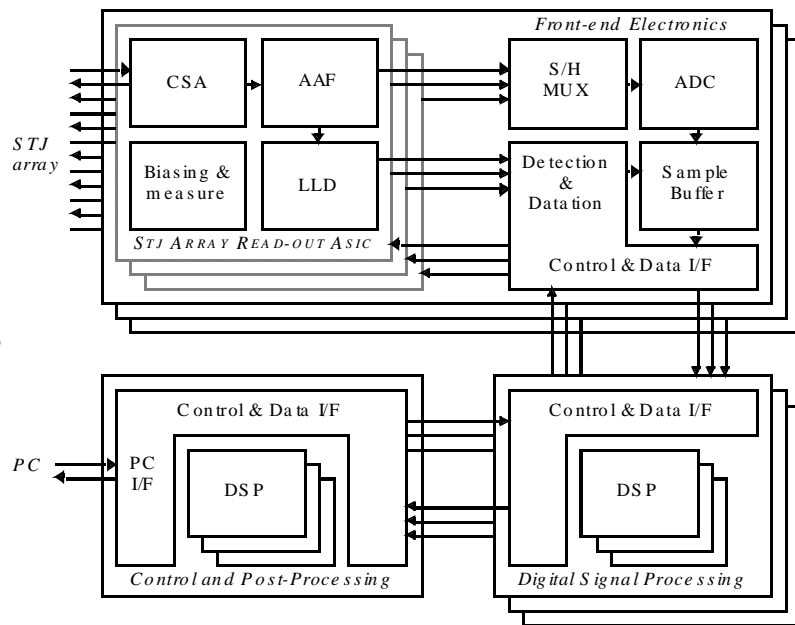 Front-end Electronics
CSA
AAF
S/H
MUX
ADC
STJ
array
Biasing &
measure
LLD
Detection
&
Datation
Sample
Buffer
STJ ARRAY READ-OUT ASIC
Control & Data I/F
Control & Data I/F
Control & Data I/F
PC
PC
I/F
DSP
DSP
Control and Post-Processing
Digital Signal Processing